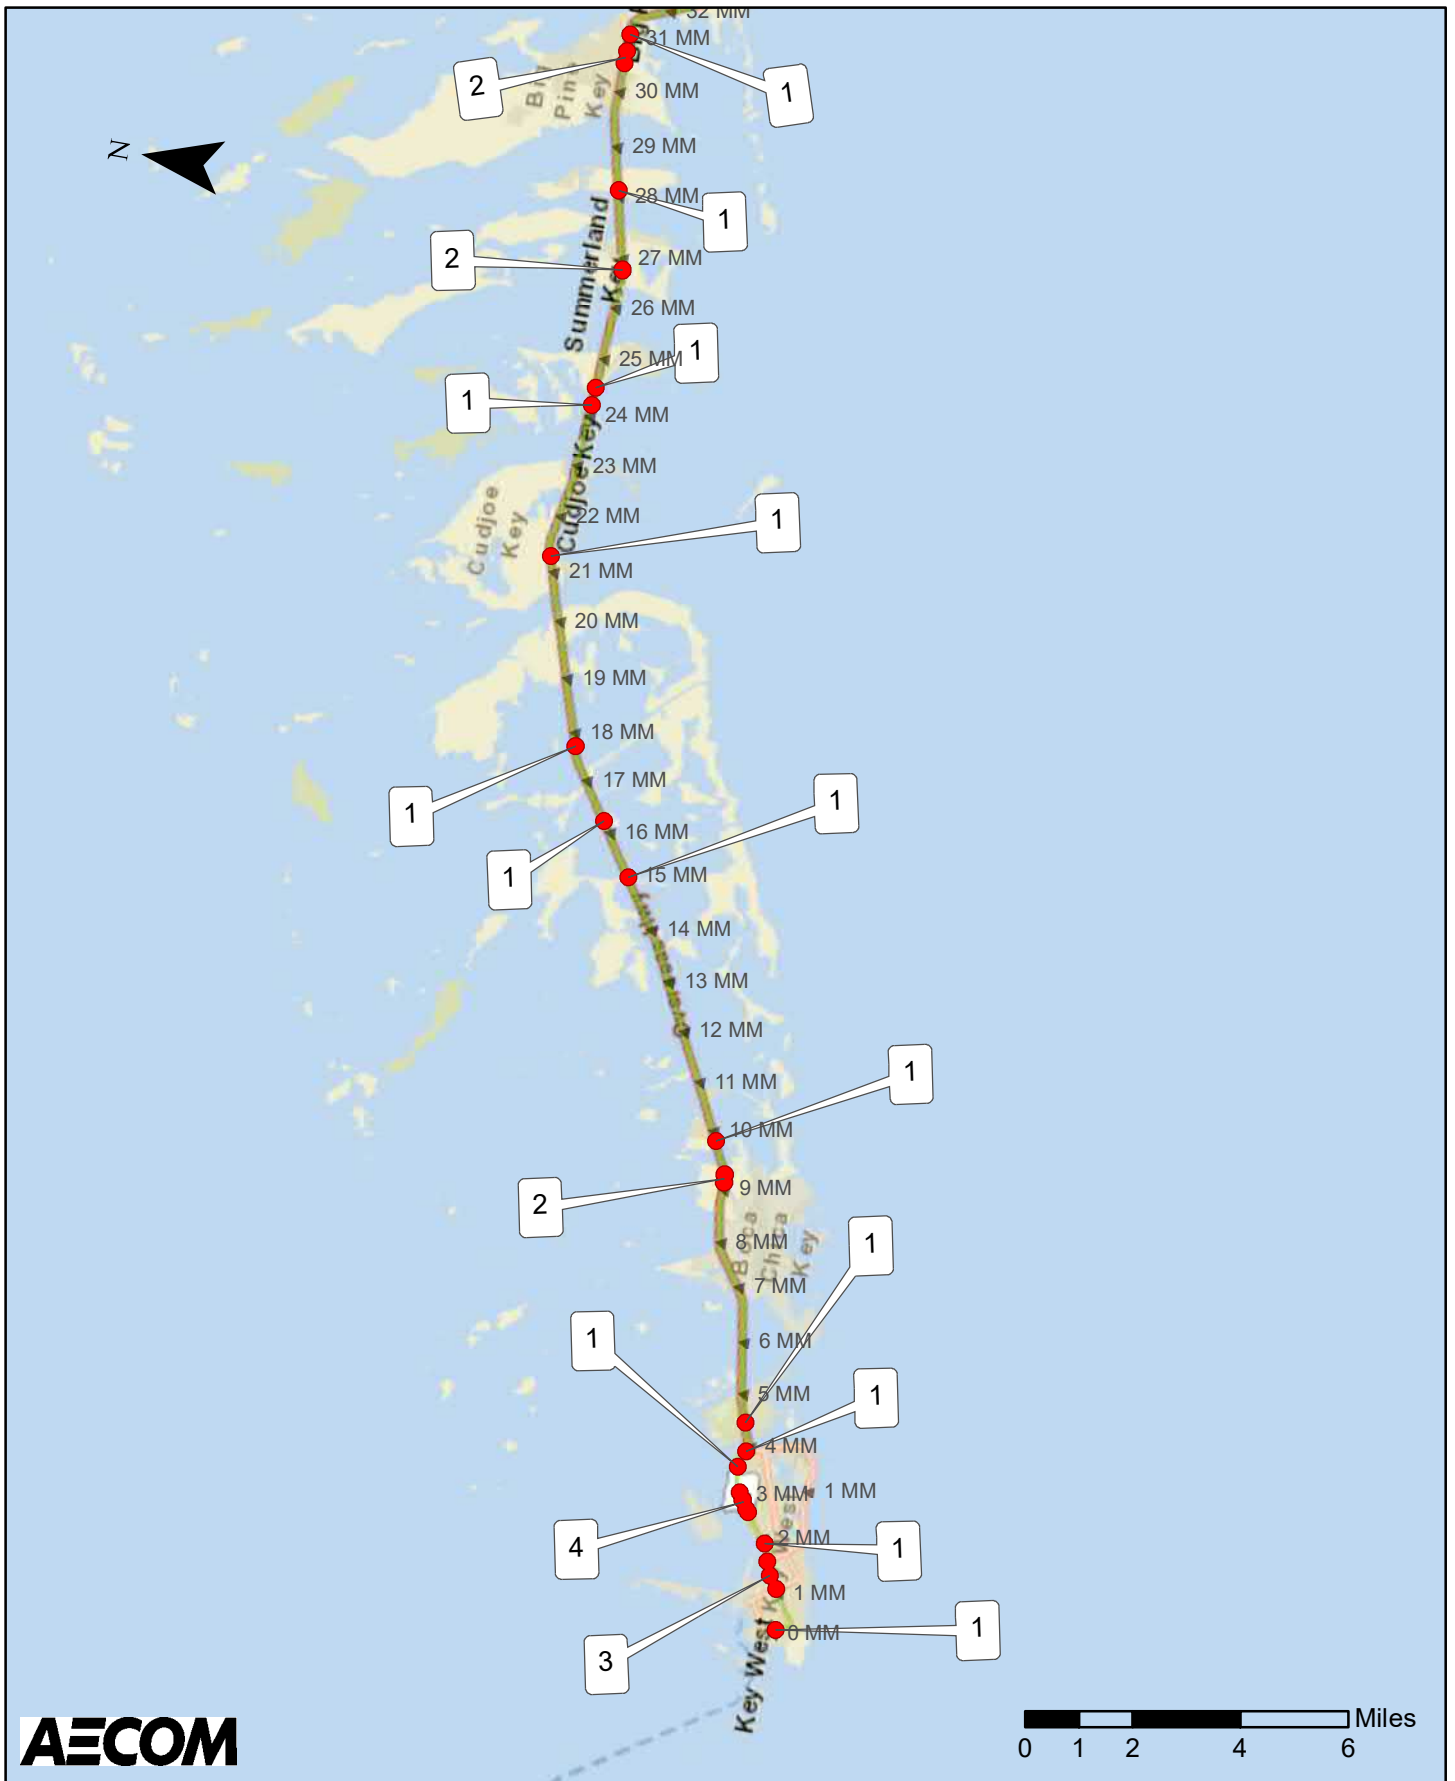 32 MM
31 MM
2
1
Big
Pine
Key
30 MM
N
29 MM
28 MM
1
Summerland
Key
2
27 MM
26 MM
25 MM
1
1
24 MM
Cudjoe Key
23 MM
Cudjoe
Key
22 MM
1
21 MM
20 MM
19 MM
18 MM
17 MM
1
1
16 MM
1
15 MM
14 MM
13 MM
12 MM
11 MM
1
10 MM
2
9 MM
Boca
Chica
Key
8 MM
1
7 MM
1
6 MM
5 MM
1
4 MM
3 MM
1 MM
4
2 MM
1
Key West
1 MM
3
0 MM
1
Key West
AECOM
Miles
0 1 2 4 6